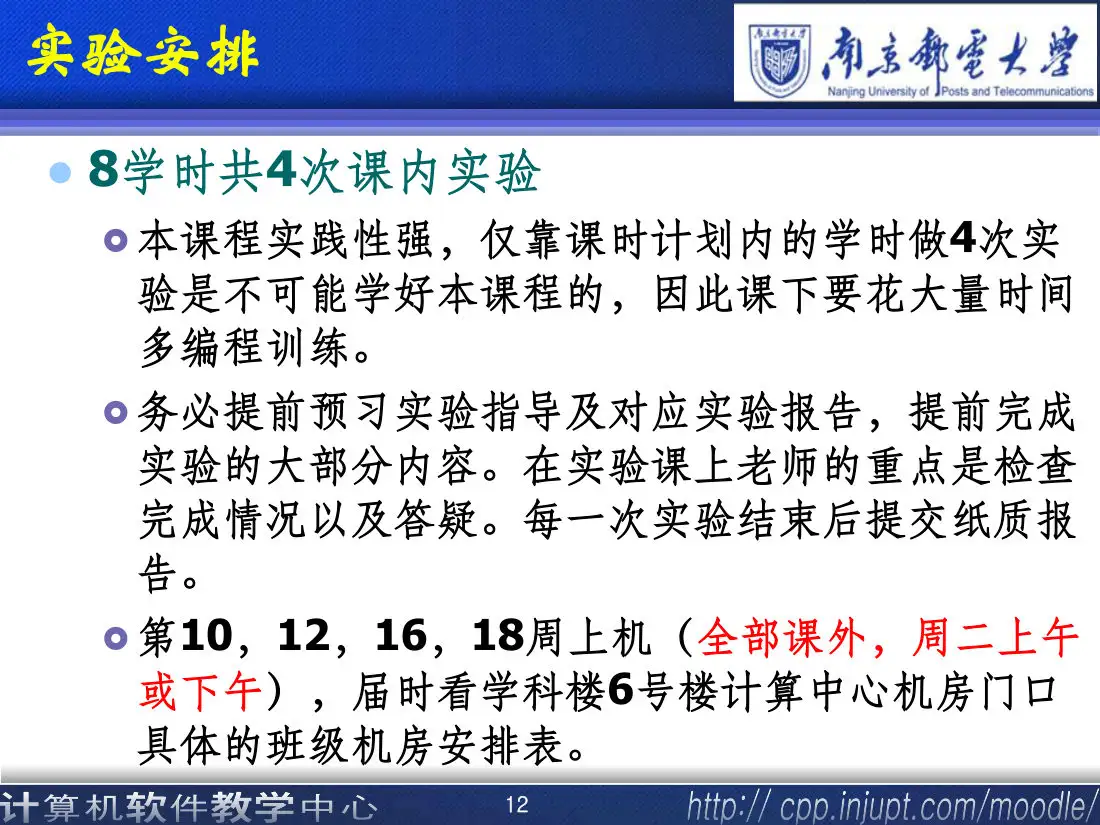 实验安排
南京邮电大学
南京郵電大學
Nanjing University of Posts and Telecommunications
8学时共4次课内实验
本课程实践性强，仅靠课时计划内的学时做4次实
验是不可能学好本课程的，因此课下要花大量时间
多编程训练。
务必提前预习实验指导及对应实验报告，提前完成
实验的大部分内容。在实验课上老师的重点是检查
完成情况以及答疑。每一次实验结束后提交纸质报
告。
第10，12，16，18周上机（全部课外，周二上午
或下午），届时看学科楼6号楼计算中心机房门口
具体的班级机房安排表。
计算机软件教学中心
12
http:// cpp.injupt.com/moodle/